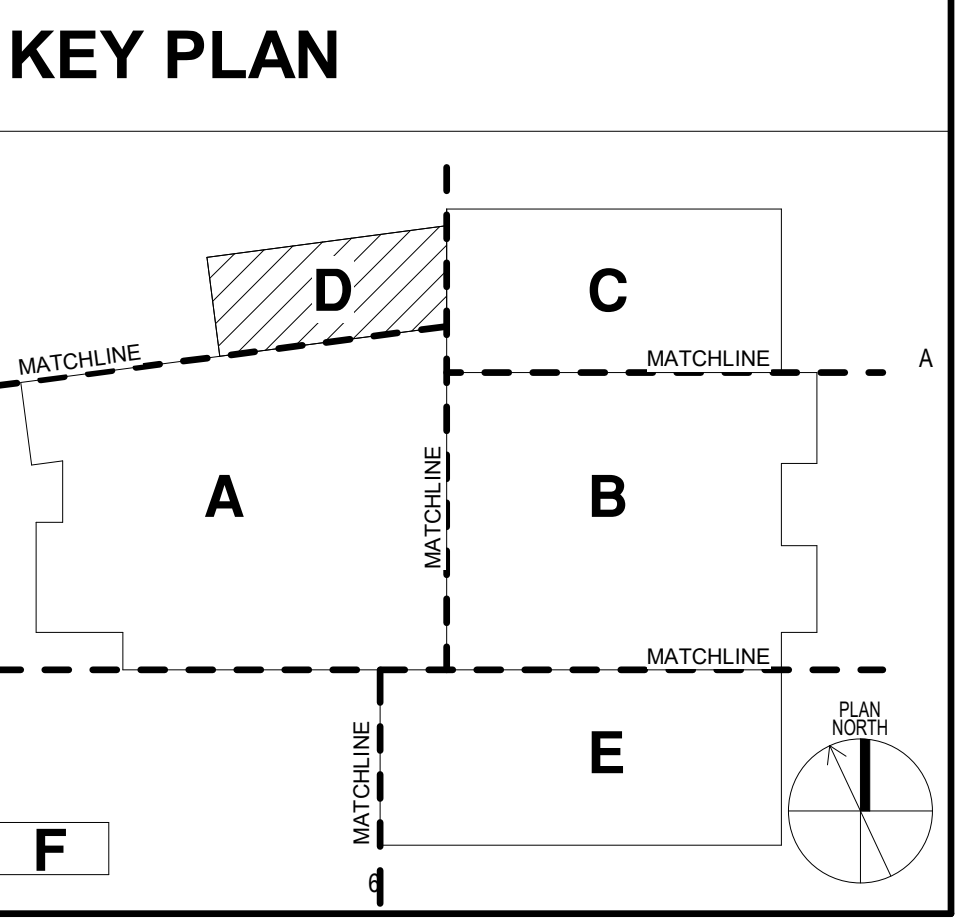 KEY PLAN
D
C
MATCHLINE
MATCHLINE
A
A
MATCHLINE
B
MATCHLINE
PLAN
NORTH
MATCHLINE
E
F
6